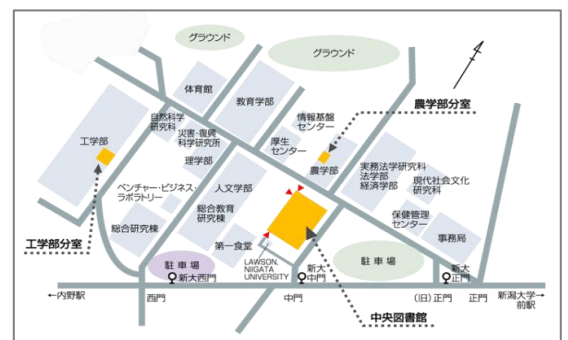 グラウンド
グラウンド
体育館
教育学部
自然科学
研究科
災害・復興
科学研究所
情報基盤
センター
農学部分室
工学部
厚生
センター
理学部
農学部
実務法学研究科
法学部
経済学部
現代社会文化
研究科
ベンチャー・ビジネス・
ラボラトリー
人文学部
総合教育
研究棟
保健管理
センター
総合研究棟
事務局
工学部分室
第一食堂
駐車場
LAWSON,
NIIGATA
UNIVERSITY
駐車場
新大西門
新大
中門
新大
正門
←内野駅
西門
中門
(旧)正門
正門
新潟大学→
前駅
中央図書館